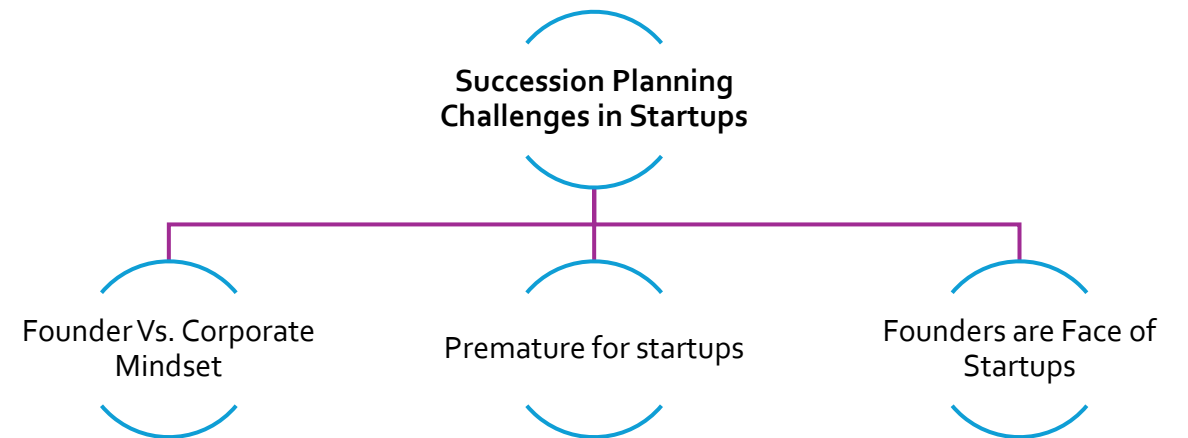 Succession Planning
Challenges in Startups
Founder Vs. Corporate
Mindset
Premature for startups
Founders are Face of
Startups